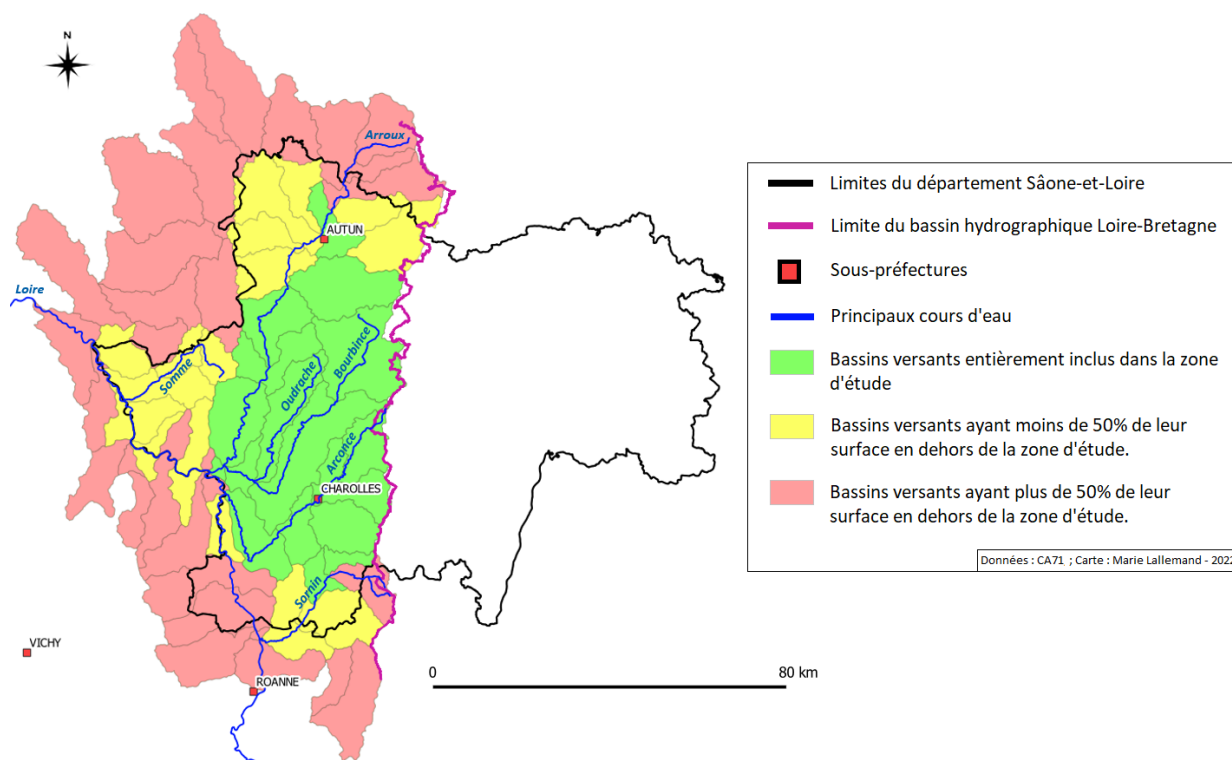 N
Arroux
AUTUN
Loire
Somme
Oudrache
Bourbince
Arconce
CHAROLLES
Sornin
VICHY
ROANNE
0
80 km
Limites du département Sâone-et-Loire
Limite du bassin hydrographique Loire-Bretagne
Sous-préfectures
Principaux cours d'eau
Bassins versants entièrement inclus dans la zone
d'étude
Bassins versants ayant moins de 50% de leur
surface en dehors de la zone d'étude.
Bassins versants ayant plus de 50% de leur
surface en dehors de la zone d'étude.
Données : CA71 ; Carte : Marie Lallemand - 2022